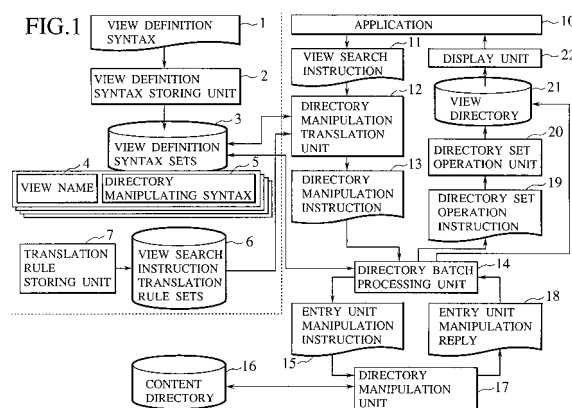 FIG.1
VIEW DEFINITION
SYNTAX
1
VIEW DEFINITION
SYNTAX STORING UNIT
2
3
VIEW DEFINITION
SYNTAX SETS
4
5
VIEW NAME
DIRECTORY
MANIPULATING SYNTAX
7
TRANSLATION
RULE
STORING UNIT
6
VIEW SEARCH
INSTRUCTION
TRANSLATION
RULE SETS
APPLICATION
10
11
VIEW SEARCH
INSTRUCTION
12
DIRECTORY
MANIPULATION
TRANSLATION
UNIT
13
DIRECTORY
MANIPULATION
INSTRUCTION
DISPLAY UNIT
22
21
VIEW
DIRECTORY
20
DIRECTORY SET
OPERATION UNIT
19
DIRECTORY SET
OPERATION
INSTRUCTION
14
DIRECTORY BATCH
PROCESSING UNIT
ENTRY UNIT
MANIPULATION
INSTRUCTION
15
18
ENTRY UNIT
MANIPULATION
REPLY
16
CONTENT
DIRECTORY
DIRECTORY
MANIPULATION
UNIT
17